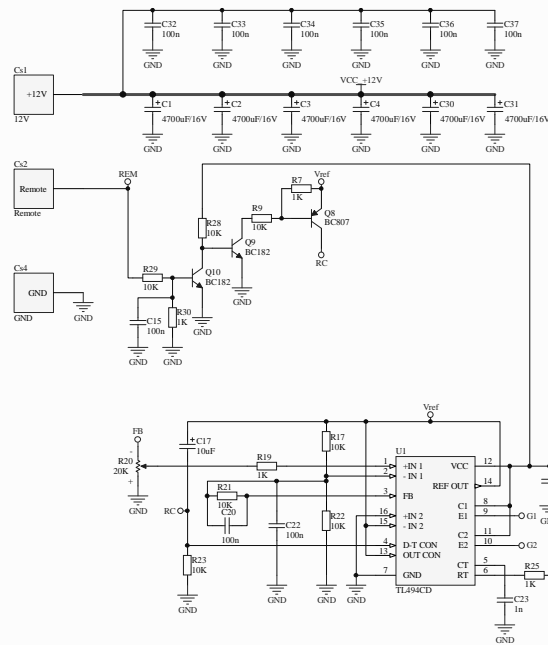 C32 C33 C34 C35 C36 C37
100n 100n 100n 100n 100n 100n
GND GND GND GND GND GND
Cs1
+12V
12V
VCC_+12V
C1 C2 C3 C4 C30 C31
4700uF/16V 4700uF/16V 4700uF/16V 4700uF/16V 4700uF/16V 4700uF/16V
GND GND GND GND GND GND
Cs2
Remote
Remote
REM
R28
10K
R9
10K
R7
1K
Vref
Q8
BC807
RC
Q9
BC182
GND
R29
10K
Q10
BC182
GND
Cs4
GND
GND
GND
C15
100n
GND
R30
1K
GND
FB
-
R20
20K
+
GND
C17
10uF
RC
R23
10K
GND
R19
1K
R21
10K
C20
100n
C22
100n
GND
R17
10K
R22
10K
GND
GND
Vref
U1
1 +IN 1 VCC 12
2 - IN 1
REF OUT 14
3 FB
C1 8
E1 9 G1
16 +IN 2
15 - IN 2
C2 11
E2 10 G2
4 D-T CON
13 OUT CON
CT 5
7 GND RT 6
TL494CD
R25
1K
C23
1n
GND